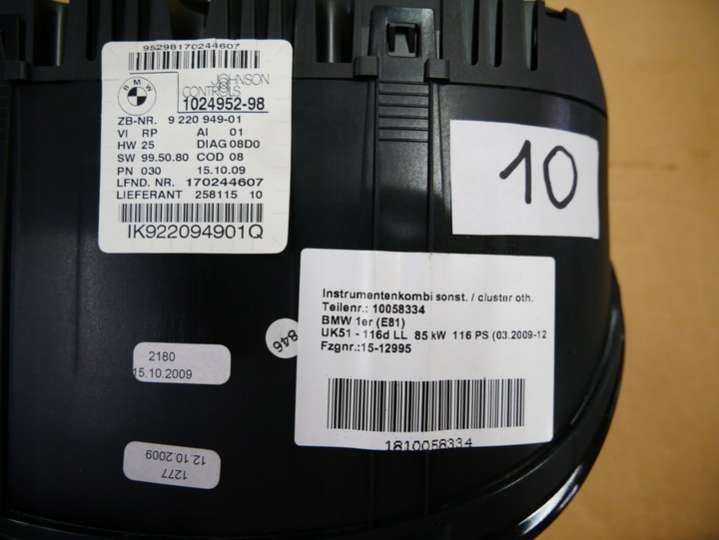 95298170244607
BMW
JOHNSON
CONTROLS
1024952-98
ZB-NR. 9 220 949-01
VI RP AI 01
HW 25 DIAG 08D0
SW 99.50.80 COD 08
PN 030 15.10.09
LFND. NR. 170244607
LIEFERANT 258115 10
IK922094901Q
10
Instrumentenkombi sonst. / cluster oth.
Teilenr.: 10058334
BMW 1er (E81)
UK51 - 116d LL 85 kW 116 PS (03.2009-12
Fzgnr.:15-12995
1810058334
846
2180
15.10.2009
1277
12.10.2009